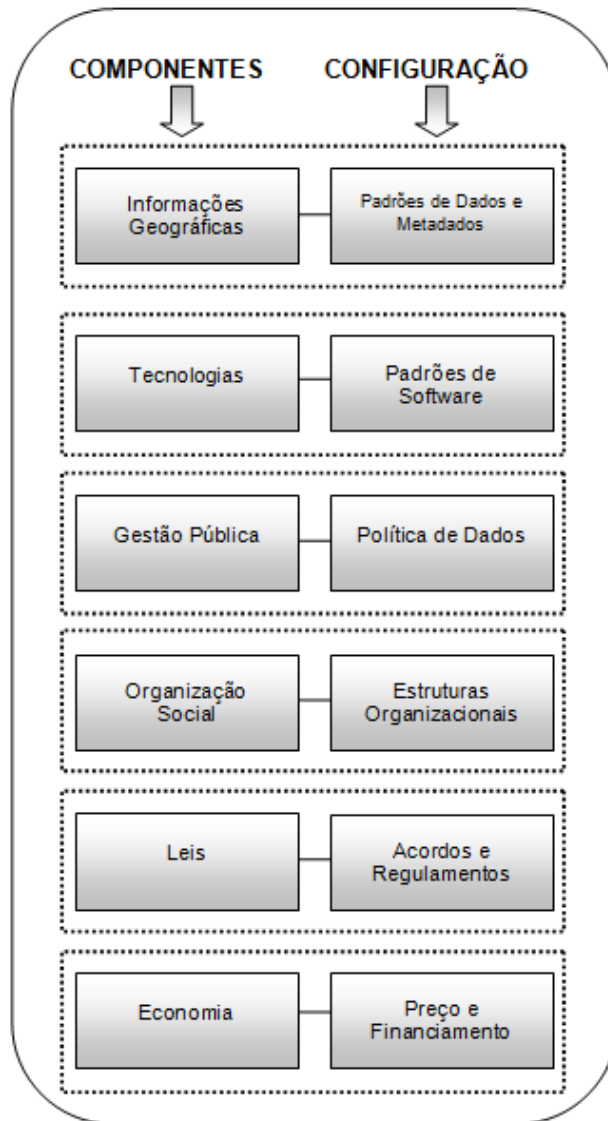 COMPONENTES
CONFIGURAÇÃO
Informações
Geográficas
Padrões de Dados e
Metadados
Tecnologias
Padrões de
Software
Gestão Pública
Política de Dados
Organização
Social
Estruturas
Organizacionais
Leis
Acordos e
Regulamentos
Economia
Preço e
Financiamento